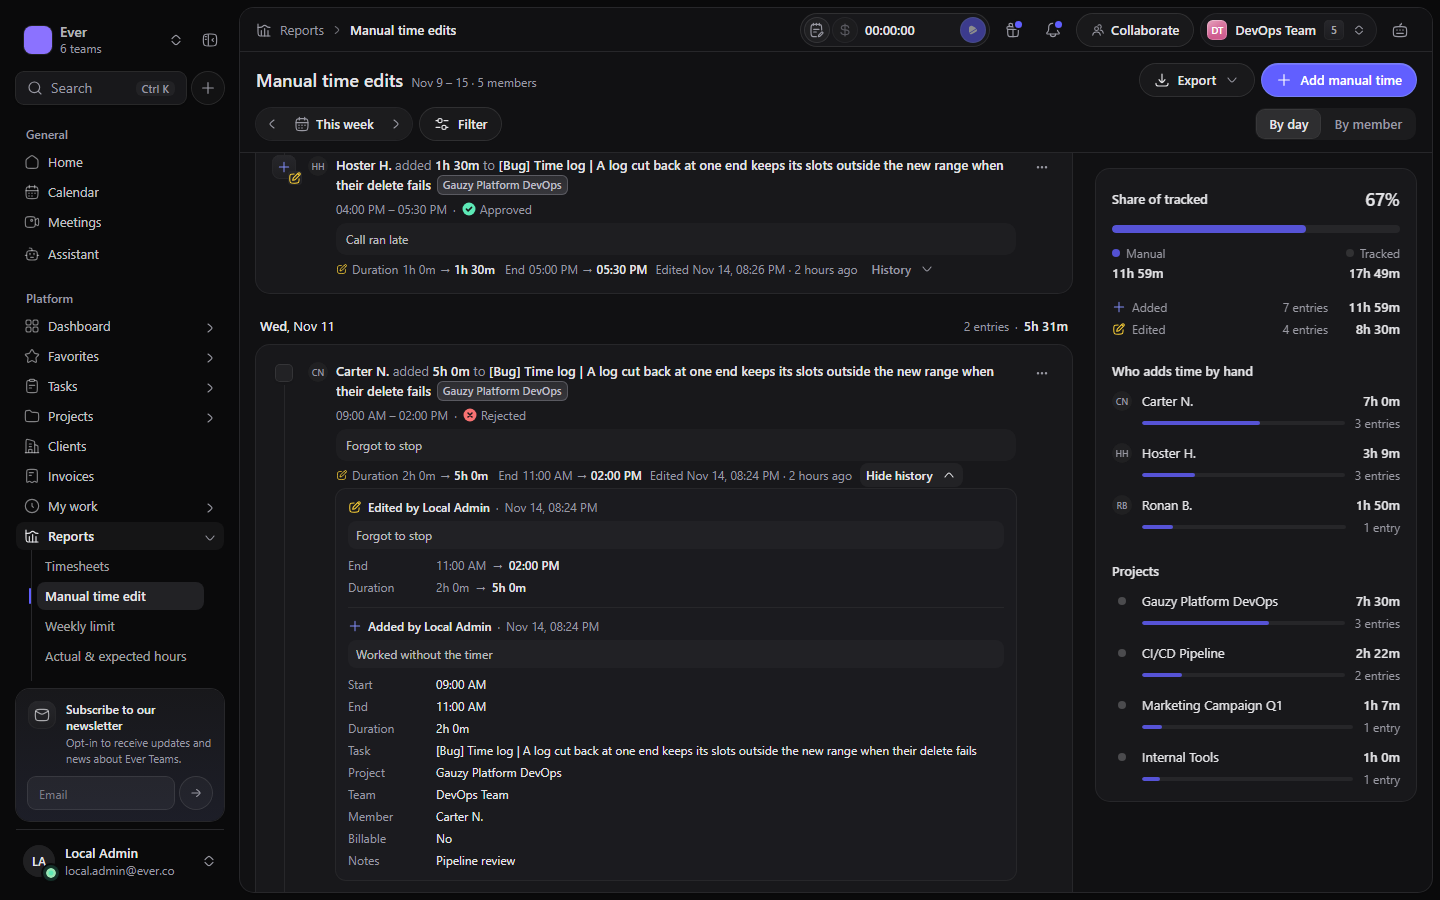 Ever
6 teams
Search
Ctrl K
General
Home
Calendar
Meetings
Assistant
Platform
Dashboard
Favorites
Tasks
Projects
Clients
Invoices
My work
Reports
Timesheets
Manual time edit
Weekly limit
Actual & expected hours
Subscribe to our
newsletter
Opt-in to receive updates and
news about Ever Teams.
Email
LA
Local Admin
local.admin@ever.co
Reports
Manual time edits
$
00:00:00
Collaborate
DT
DevOps Team
5
Manual time edits
Nov 9 – 15 · 5 members
Export
Add manual time
This week
Filter
By day
By member
HH
Hoster H. added 1h 30m to [Bug] Time log | A log cut back at one end keeps its slots outside the new range when
their delete fails Gauzy Platform DevOps
04:00 PM – 05:30 PM · Approved
Call ran late
Duration 1h 0m → 1h 30m End 05:00 PM → 05:30 PM Edited Nov 14, 08:26 PM · 2 hours ago History
Wed, Nov 11
2 entries · 5h 31m
CN
Carter N. added 5h 0m to [Bug] Time log | A log cut back at one end keeps its slots outside the new range when
their delete fails Gauzy Platform DevOps
09:00 AM – 02:00 PM · Rejected
Forgot to stop
Duration 2h 0m → 5h 0m End 11:00 AM → 02:00 PM Edited Nov 14, 08:24 PM · 2 hours ago Hide history
Edited by Local Admin · Nov 14, 08:24 PM
Forgot to stop
End 11:00 AM → 02:00 PM
Duration 2h 0m → 5h 0m
Added by Local Admin · Nov 14, 08:24 PM
Worked without the timer
Start 09:00 AM
End 11:00 AM
Duration 2h 0m
Task [Bug] Time log | A log cut back at one end keeps its slots outside the new range when their delete fails
Project Gauzy Platform DevOps
Team DevOps Team
Member Carter N.
Billable No
Notes Pipeline review
Share of tracked 67%
Manual Tracked
11h 59m 17h 49m
Added 7 entries 11h 59m
Edited 4 entries 8h 30m
Who adds time by hand
CN Carter N. 7h 0m
3 entries
HH Hoster H. 3h 9m
3 entries
RB Ronan B. 1h 50m
1 entry
Projects
Gauzy Platform DevOps 7h 30m
3 entries
CI/CD Pipeline 2h 22m
2 entries
Marketing Campaign Q1 1h 7m
1 entry
Internal Tools 1h 0m
1 entry